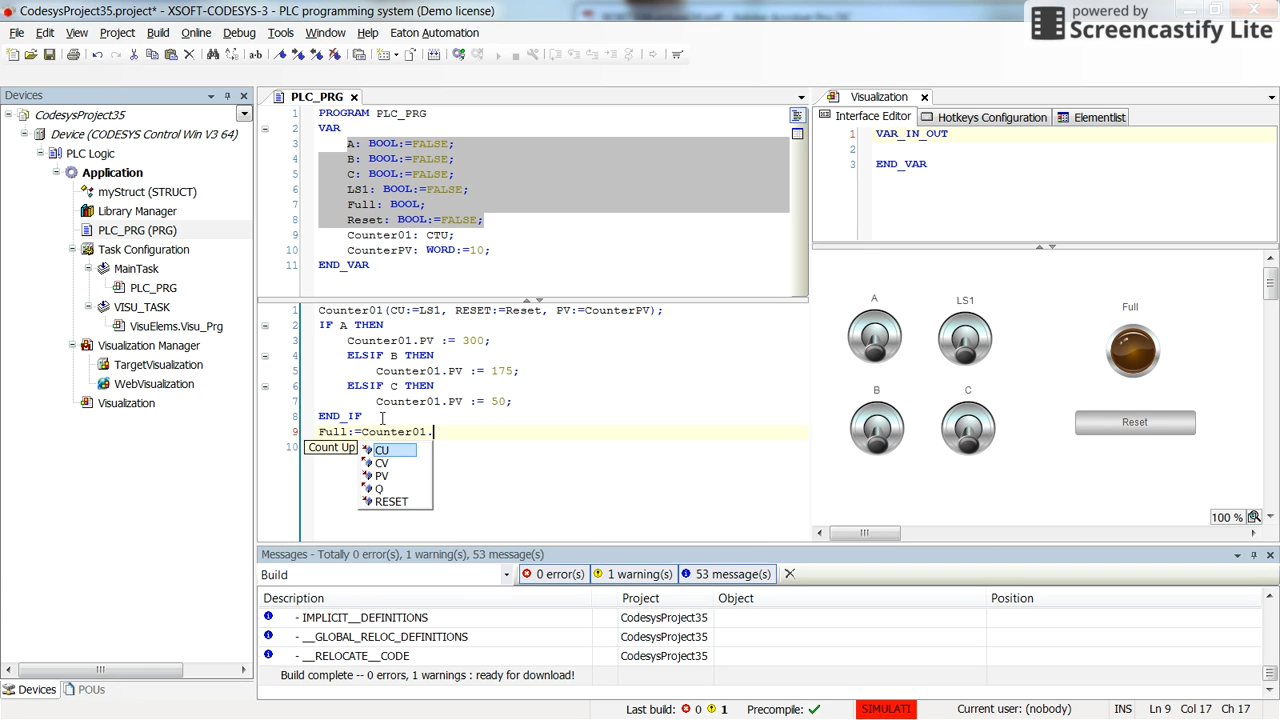 CodesysProject35.project* - XSOFT-CODESYS-3 - PLC programming system (Demo license)
powered by
Screencastify Lite
File Edit View Project Build Online Debug Tools Window Help Eaton Automation
Devices
CodesysProject35
Device (CODESYS Control Win V3 64)
PLC Logic
Application
myStruct (STRUCT)
Library Manager
PLC_PRG (PRG)
Task Configuration
MainTask
PLC_PRG
VISU_TASK
VisuElems.Visu_Prg
Visualization Manager
TargetVisualization
WebVisualization
Visualization
Devices POUs
PLC_PRG
1 PROGRAM PLC_PRG
2 VAR
3 A: BOOL:=FALSE;
4 B: BOOL:=FALSE;
5 C: BOOL:=FALSE;
6 LS1: BOOL:=FALSE;
7 Full: BOOL;
8 Reset: BOOL:=FALSE;
9 Counter01: CTU;
10 CounterPV: WORD:=10;
11 END_VAR
1 Counter01(CU:=LS1, RESET:=Reset, PV:=CounterPV);
2 IF A THEN
3 Counter01.PV := 300;
4 ELSIF B THEN
5 Counter01.PV := 175;
6 ELSIF C THEN
7 Counter01.PV := 50;
8 END_IF
9 Full:=Counter01.
10
Count Up
CU
CV
PV
Q
RESET
Visualization
Interface Editor Hotkeys Configuration Elementlist
1 VAR_IN_OUT
2
3 END_VAR
A LS1 Full
B C
Reset
100 %
Messages - Totally 0 error(s), 1 warning(s), 53 message(s)
Build 0 error(s) 1 warning(s) 53 message(s)
Description Project Object Position
- IMPLICIT__DEFINITIONS CodesysProject35
- __GLOBAL_RELOC_DEFINITIONS CodesysProject35
- __RELOCATE__CODE CodesysProject35
Build complete -- 0 errors, 1 warnings : ready for download!
Last build: 0 1 Precompile: SIMULATI Current user: (nobody) INS Ln 9 Col 17 Ch 17